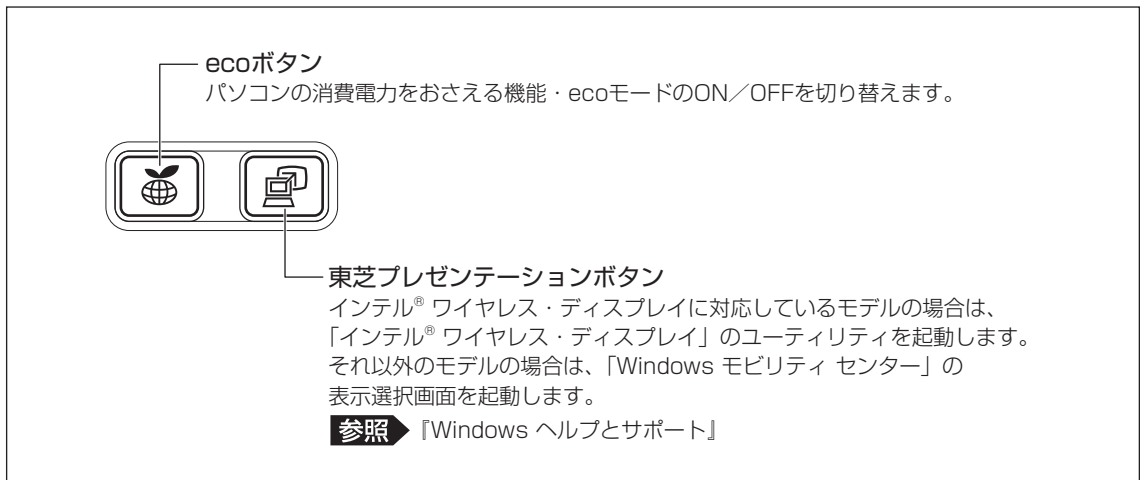 ecoボタン
パソコンの消費電力をおさえる機能・ecoモードのON／OFFを切り替えます。
東芝プレゼンテーションボタン
インテル® ワイヤレス・ディスプレイに対応しているモデルの場合は、
「インテル® ワイヤレス・ディスプレイ」のユーティリティを起動します。
それ以外のモデルの場合は、「Windows モビリティ センター」の
表示選択画面を起動します。
参照 『Windows ヘルプとサポート』